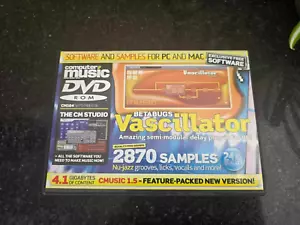 SOFTWARE AND SAMPLES FOR PC AND MAC
EXCLUSIVE FREE
SOFTWARE
computer
music
DVD
ROM
Vascillator
THE CM STUDIO
BETABUGS
Vascillator
Amazing semi-modular delay
2870 SAMPLES
Nu-jazz grooves, licks, vocals and more!
+ ALL THE SOFTWARE YOU
NEED TO MAKE MUSIC NOW!
4.1 GIGABYTES
OF CONTENT
CMUSIC 1.5 - FEATURE-PACKED NEW VERSION!